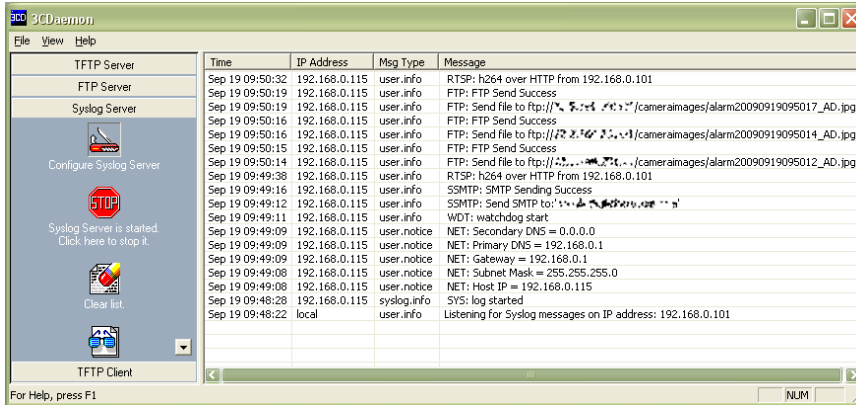 3CD 3CDaemon
File View Help
TFTP Server
FTP Server
Syslog Server
Configure Syslog Server
STOP
Syslog Server is started.
Click here to stop it.
Clear list.
TFTP Client
Time IP Address Msg Type Message
Sep 19 09:50:32 192.168.0.115 user.info RTSP: h264 over HTTP from 192.168.0.101
Sep 19 09:50:19 192.168.0.115 user.info FTP: FTP Send Success
Sep 19 09:50:19 192.168.0.115 user.info FTP: Send file to ftp:// /cameraimages/alarm20090919095017_AD.jpg
Sep 19 09:50:16 192.168.0.115 user.info FTP: FTP Send Success
Sep 19 09:50:16 192.168.0.115 user.info FTP: Send file to ftp:// /cameraimages/alarm20090919095014_AD.jpg
Sep 19 09:50:15 192.168.0.115 user.info FTP: FTP Send Success
Sep 19 09:50:14 192.168.0.115 user.info FTP: Send file to ftp:// /cameraimages/alarm20090919095012_AD.jpg
Sep 19 09:49:38 192.168.0.115 user.info RTSP: h264 over HTTP from 192.168.0.101
Sep 19 09:49:16 192.168.0.115 user.info SSMTP: SMTP Sending Success
Sep 19 09:49:12 192.168.0.115 user.info SSMTP: Send SMTP to:' '
Sep 19 09:49:11 192.168.0.115 user.info WDT: watchdog start
Sep 19 09:49:09 192.168.0.115 user.notice NET: Secondary DNS = 0.0.0.0
Sep 19 09:49:09 192.168.0.115 user.notice NET: Primary DNS = 192.168.0.1
Sep 19 09:49:09 192.168.0.115 user.notice NET: Gateway = 192.168.0.1
Sep 19 09:49:08 192.168.0.115 user.notice NET: Subnet Mask = 255.255.255.0
Sep 19 09:49:08 192.168.0.115 user.notice NET: Host IP = 192.168.0.115
Sep 19 09:48:28 192.168.0.115 syslog.info SYS: log started
Sep 19 09:48:22 local user.info Listening for Syslog messages on IP address: 192.168.0.101
For Help, press F1
NUM